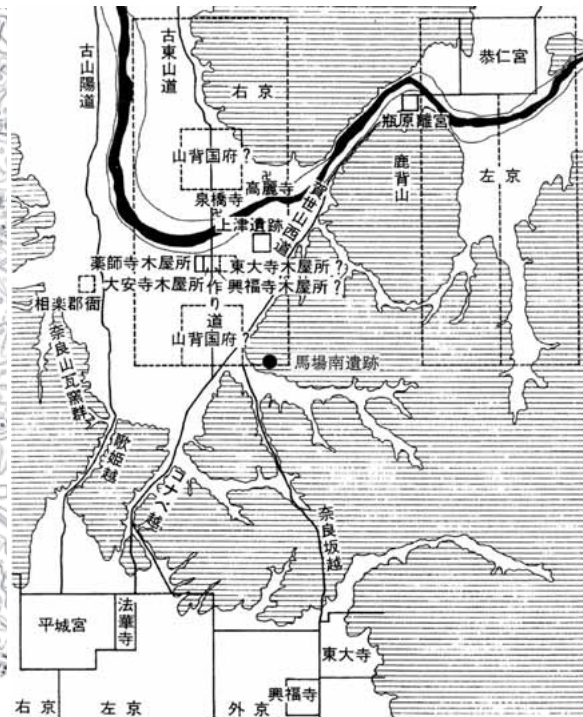 古山陽道
古東山道
右京
恭仁宮
瓶原離宮
山背国府？
高麗寺
泉橋寺
上津遺跡
賀世山西道
鹿背山
左京
薬師寺木屋所
東大寺木屋所？
大安寺木屋所
興福寺木屋所？
作り道
相楽郡衙
山背国府？
馬場南遺跡
奈良山瓦窯群
歌姫越
コナベ越
奈良坂越
平城宮
法華寺
東大寺
興福寺
右京
左京
外京